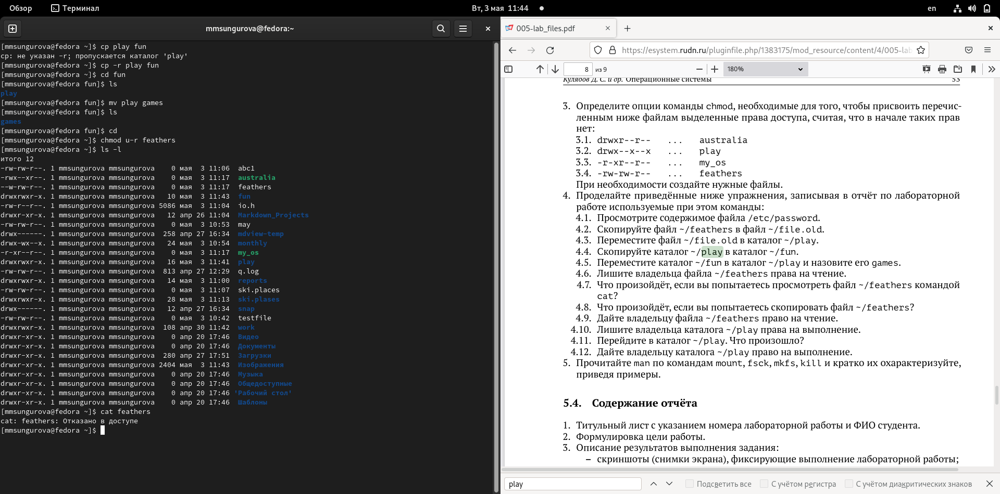 Обзор
Терминал
Вт, 3 мая 11:44
en
mmsungurova@fedora:~
[mmsungurova@fedora ~]$ cp play fun
cp: не указан -r; пропускается каталог 'play'
[mmsungurova@fedora ~]$ cp -r play fun
[mmsungurova@fedora ~]$ cd fun
[mmsungurova@fedora fun]$ ls
play
[mmsungurova@fedora fun]$ mv play games
[mmsungurova@fedora fun]$ ls
games
[mmsungurova@fedora fun]$ cd
[mmsungurova@fedora ~]$ chmod u-r feathers
[mmsungurova@fedora ~]$ ls -l
итого 12
-rw-rw-r--. 1 mmsungurova mmsungurova    0 мая  3 11:06  abc1
-rwx--xr--. 1 mmsungurova mmsungurova    0 мая  3 11:17  australia
--w-rw-r--. 1 mmsungurova mmsungurova    0 мая  3 11:17  feathers
drwxrwxr-x. 1 mmsungurova mmsungurova   10 мая  3 11:43  fun
-rw-r--r--. 1 mmsungurova mmsungurova 5086 мая  3 11:04  io.h
drwxr-xr-x. 1 mmsungurova mmsungurova   12 апр 26 11:04  Markdown_Projects
-rw-rw-r--. 1 mmsungurova mmsungurova    0 мая  3 10:53  may
drwx------. 1 mmsungurova mmsungurova  258 апр 27 16:34  mdview-temp
drwx-wx--x. 1 mmsungurova mmsungurova   24 мая  3 10:54  monthly
-r-xr--r--. 1 mmsungurova mmsungurova    0 мая  3 11:17  my_os
drwxrwxr-x. 1 mmsungurova mmsungurova   16 мая  3 11:41  play
-rw-rw-r--. 1 mmsungurova mmsungurova  813 апр 27 12:29  q.log
drwxrwxr-x. 1 mmsungurova mmsungurova   14 мая  3 11:00  reports
-rw-rw-r--. 1 mmsungurova mmsungurova    0 мая  3 11:07  ski.places
drwxrwxr-x. 1 mmsungurova mmsungurova   28 мая  3 11:13  ski.plases
drwx------. 1 mmsungurova mmsungurova   12 апр 27 16:34  snap
-rw-rw-r--. 1 mmsungurova mmsungurova    0 мая  3 10:42  testfile
drwxrwxr-x. 1 mmsungurova mmsungurova  108 апр 30 11:42  work
drwxr-xr-x. 1 mmsungurova mmsungurova    0 апр 20 17:46  Видео
drwxr-xr-x. 1 mmsungurova mmsungurova    0 апр 20 17:46  Документы
drwxr-xr-x. 1 mmsungurova mmsungurova  280 апр 27 17:51  Загрузки
drwxr-xr-x. 1 mmsungurova mmsungurova 2404 мая  3 11:43  Изображения
drwxr-xr-x. 1 mmsungurova mmsungurova    0 апр 20 17:46  Музыка
drwxr-xr-x. 1 mmsungurova mmsungurova    0 апр 20 17:46  Общедоступные
drwxr-xr-x. 1 mmsungurova mmsungurova    0 апр 20 17:46 'Рабочий стол'
drwxr-xr-x. 1 mmsungurova mmsungurova    0 апр 20 17:46  Шаблоны
[mmsungurova@fedora ~]$ cat feathers
cat: feathers: Отказано в доступе
[mmsungurova@fedora ~]$
005-lab_files.pdf
https://esystem.rudn.ru/pluginfile.php/1383175/mod_resource/content/4/005-lab
8 из 9
180%
Кулябов Д. С. и др. Операционные системы 53
3. Определите опции команды chmod, необходимые для того, чтобы присвоить перечис-
ленным ниже файлам выделенные права доступа, считая, что в начале таких прав
нет:
3.1. drwxr--r-- ... australia
3.2. drwx--x--x ... play
3.3. -r-xr--r-- ... my_os
3.4. -rw-rw-r-- ... feathers
При необходимости создайте нужные файлы.
4. Проделайте приведённые ниже упражнения, записывая в отчёт по лабораторной
работе используемые при этом команды:
4.1. Просмотрите содержимое файла /etc/password.
4.2. Скопируйте файл ~/feathers в файл ~/file.old.
4.3. Переместите файл ~/file.old в каталог ~/play.
4.4. Скопируйте каталог ~/play в каталог ~/fun.
4.5. Переместите каталог ~/fun в каталог ~/play и назовите его games.
4.6. Лишите владельца файла ~/feathers права на чтение.
4.7. Что произойдёт, если вы попытаетесь просмотреть файл ~/feathers командой
cat?
4.8. Что произойдёт, если вы попытаетесь скопировать файл ~/feathers?
4.9. Дайте владельцу файла ~/feathers право на чтение.
4.10. Лишите владельца каталога ~/play права на выполнение.
4.11. Перейдите в каталог ~/play. Что произошло?
4.12. Дайте владельцу каталога ~/play право на выполнение.
5. Прочитайте man по командам mount, fsck, mkfs, kill и кратко их охарактеризуйте,
приведя примеры.
5.4. Содержание отчёта
1. Титульный лист с указанием номера лабораторной работы и ФИО студента.
2. Формулировка цели работы.
3. Описание результатов выполнения задания:
– скриншоты (снимки экрана), фиксирующие выполнение лабораторной работы;
play
Подсветить все
С учётом регистра
С учётом диакритических знаков